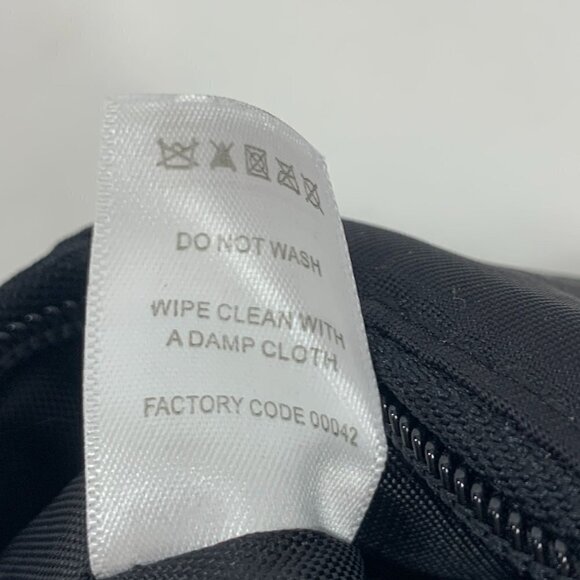 DO NOT WASH
WIPE CLEAN WITH
A DAMP CLOTH
FACTORY CODE 00042